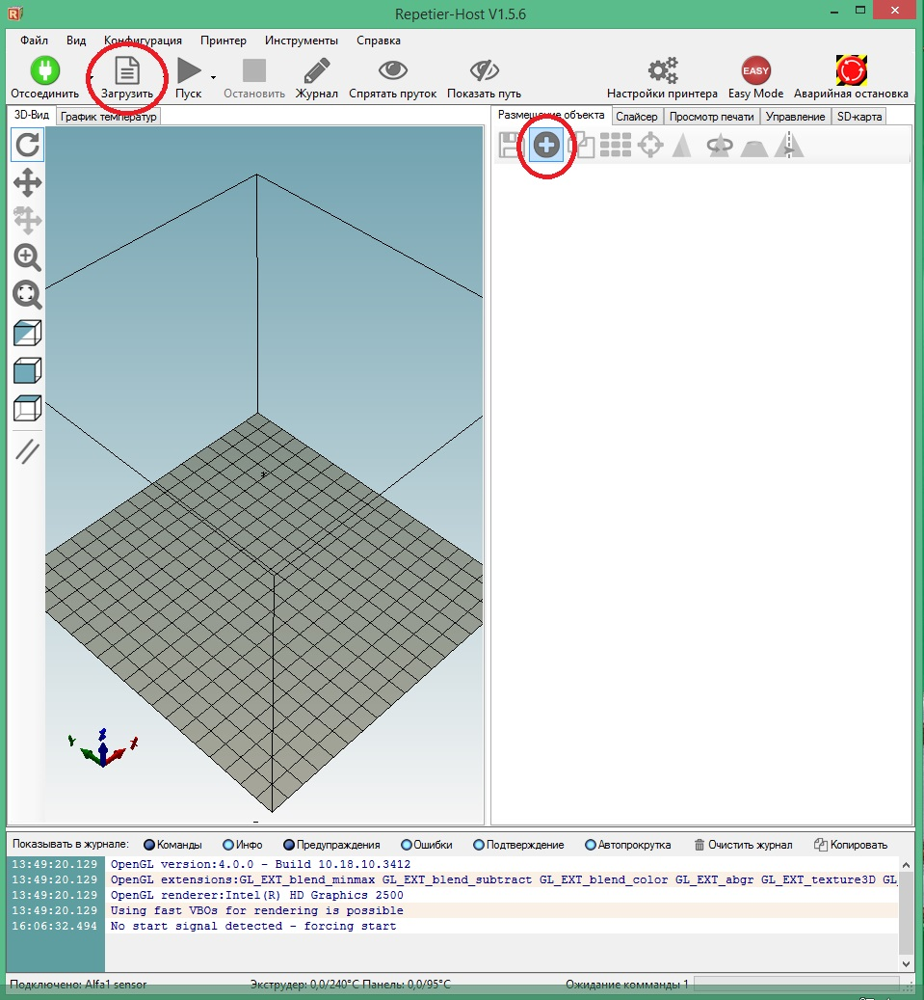 Repetier-Host V1.5.6
Файл Вид Конфигурация Принтер Инструменты Справка
Отсоединить Загрузить Пуск Остановить Журнал Спрятать пруток Показать путь Настройки принтера EASY Easy Mode Аварийная остановка
3D-Вид График температур
Размещение объекта Слайсер Просмотр печати Управление SD-карта
Y Z X
Показывать в журнале: Команды Инфо Предупреждения Ошибки Подтверждение Автопрокрутка Очистить журнал Копировать
13:49:20.129 OpenGL version:4.0.0 - Build 10.18.10.3412
13:49:20.129 OpenGL extensions:GL_EXT_blend_minmax GL_EXT_blend_subtract GL_EXT_blend_color GL_EXT_abgr GL_EXT_texture3D GL_
13:49:20.129 OpenGL renderer:Intel(R) HD Graphics 2500
13:49:20.129 Using fast VBOs for rendering is possible
16:06:32.494 No start signal detected - forcing start
Подключено: Alfa1 sensor Экструдер: 0,0/240°C Панель: 0,0/95°C Ожидание комманды 1